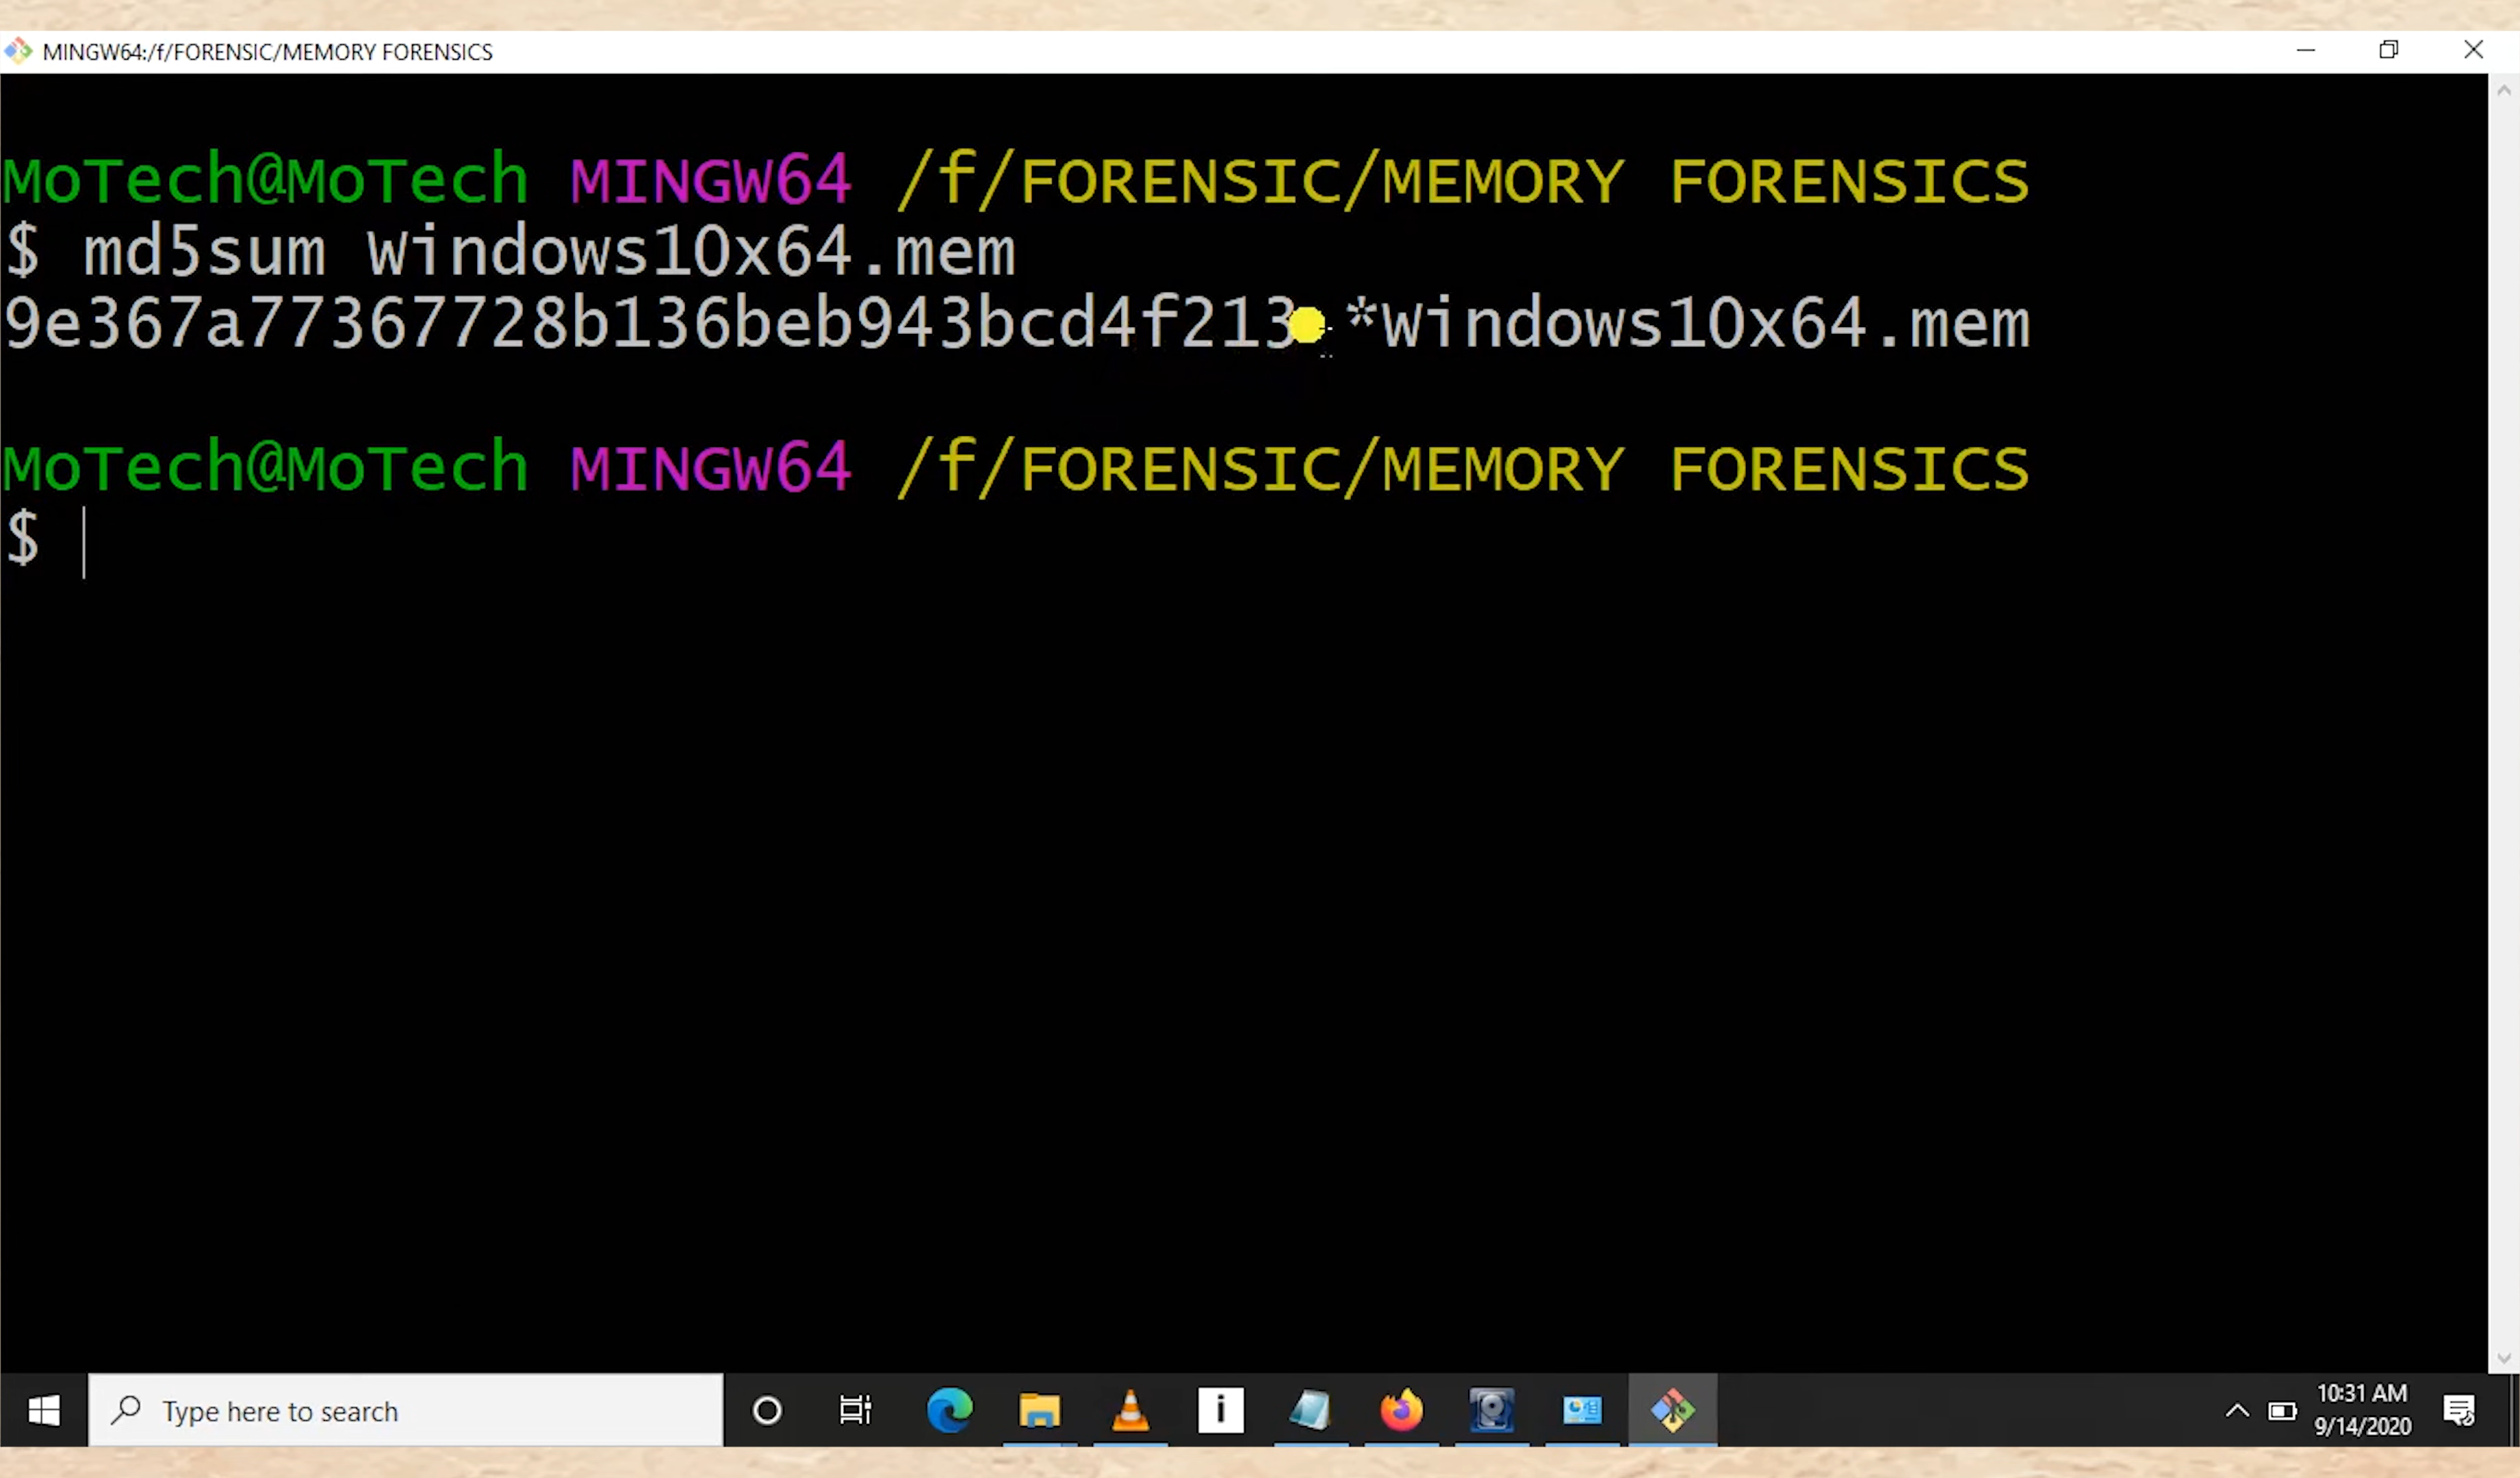 MINGW64:/f/FORENSIC/MEMORY FORENSICS
MoTech@MoTech MINGW64 /f/FORENSIC/MEMORY FORENSICS
$ md5sum Windows10x64.mem
9e367a77367728b136beb943bcd4f213 *Windows10x64.mem
MoTech@MoTech MINGW64 /f/FORENSIC/MEMORY FORENSICS
$
Type here to search
10:31 AM
9/14/2020